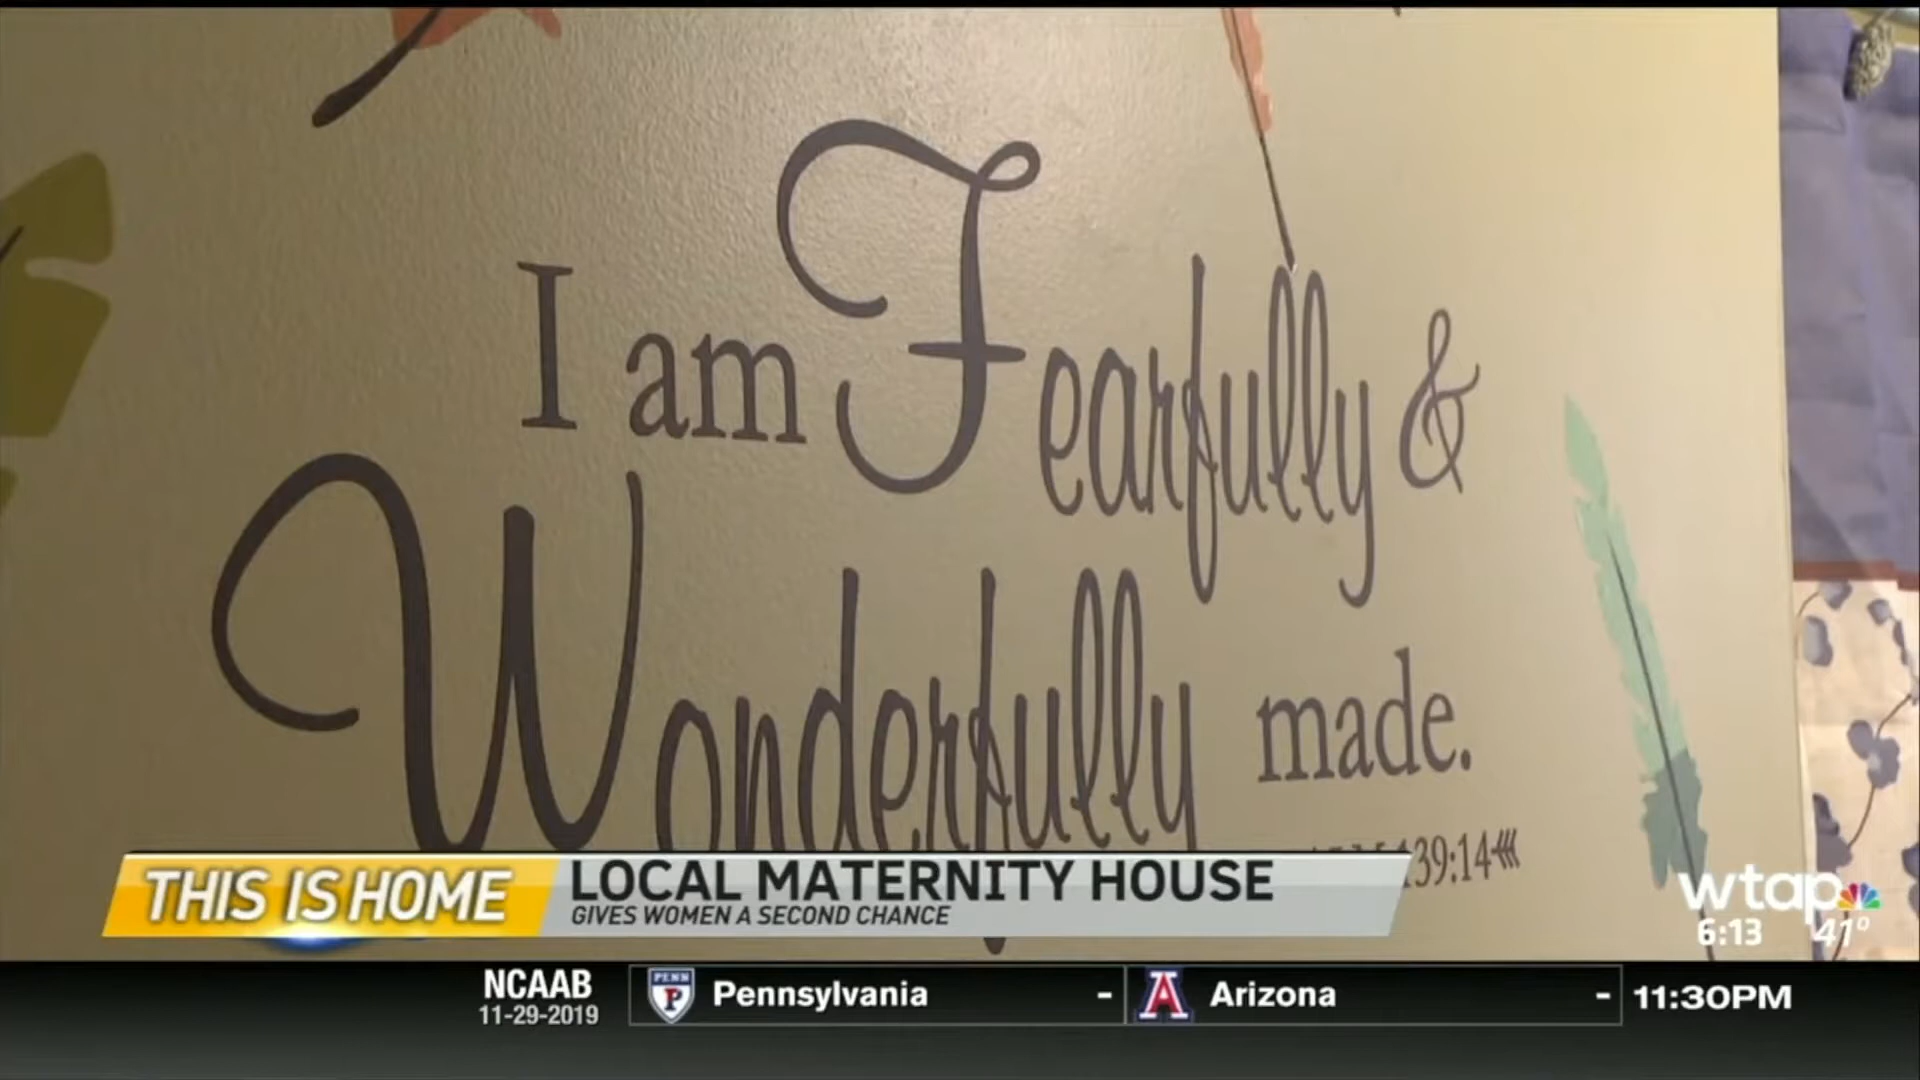 I am Fearfully &
Wonderfully made.
139:14
THIS IS HOME
LOCAL MATERNITY HOUSE
GIVES WOMEN A SECOND CHANCE
wtap
6:13 41°
NCAAB
11-29-2019
PENN
P
Pennsylvania - A Arizona - 11:30PM